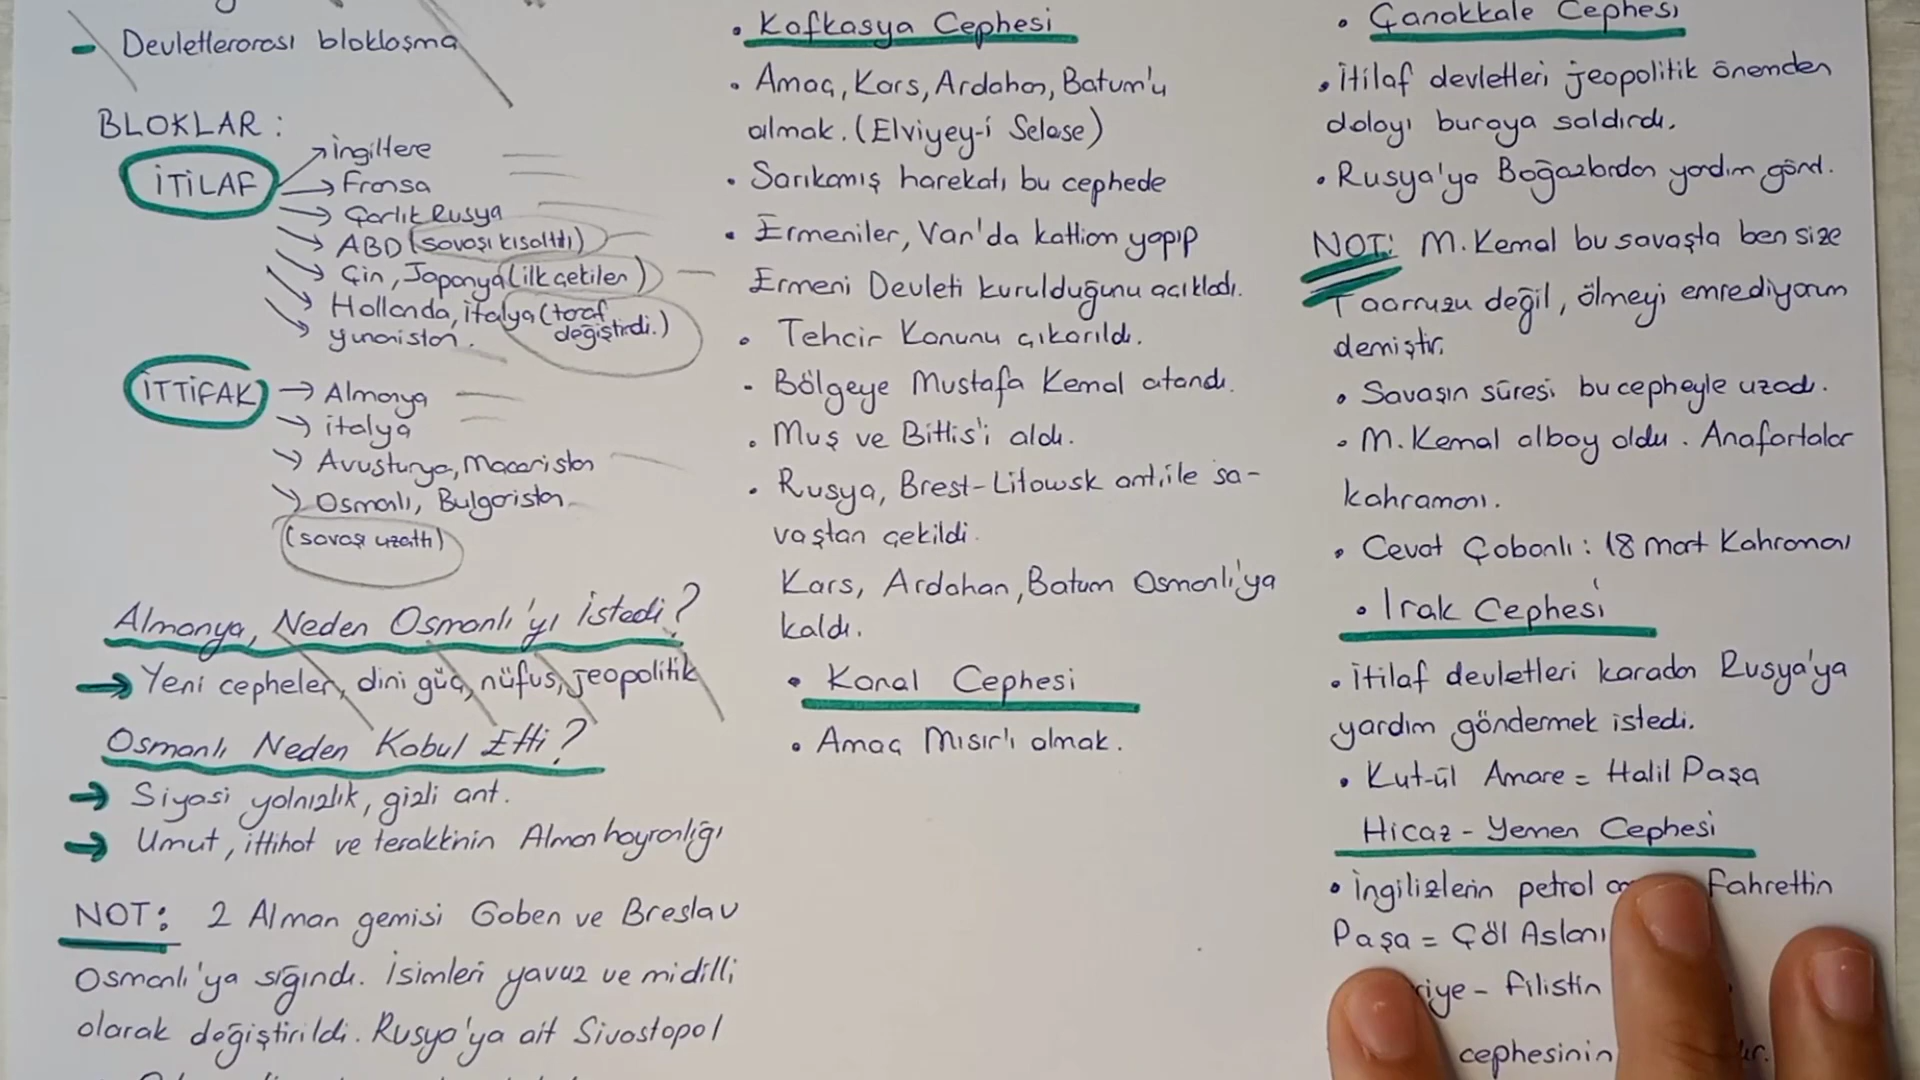 - Devletlerarası bloklaşma
BLOKLAR:
İTİLAF
→ İngiltere
→ Fransa
→ Çarlık Rusya
→ ABD (savaşı kısalttı)
→ Çin, Japonya (ilk çekilen)
→ Hollanda, İtalya (taraf
değiştirdi.)
→ Yunanistan.
İTTİFAK
→ Almanya
→ İtalya
→ Avusturya, Macaristan
→ Osmanlı, Bulgaristan
(savaşı uzattı)
Almanya, Neden Osmanlı'yı İstedi?
→ Yeni cepheler, dini güç, nüfus, jeopolitik
Osmanlı Neden Kabul Etti?
→ Siyasi yalnızlık, gizli ant.
→ Umut, ittihat ve terakkinin Alman hayranlığı
NOT: 2 Alman gemisi Goben ve Breslav
Osmanlı'ya sığındı. İsimleri yavuz ve midilli
olarak değiştirildi. Rusya'ya ait Sivastopol
• Kafkasya Cephesi
• Amaç, Kars, Ardahan, Batum'u
almak. (Elviyey-i Selase)
• Sarıkamış harekatı bu cephede
• Ermeniler, Van'da katliam yapıp
Ermeni Devleti kurulduğunu açıkladı.
• Tehcir Kanunu çıkarıldı.
- Bölgeye Mustafa Kemal atandı.
• Muş ve Bitlis'i aldı.
• Rusya, Brest-Litowsk ant, ile sa-
vaştan çekildi.
Kars, Ardahan, Batum Osmanlı'ya
kaldı.
• Kanal Cephesi
• Amaç Mısır'ı almak.
• Çanakkale Cephesi
• İtilaf devletleri jeopolitik önemden
dolayı buraya saldırdı.
• Rusya'ya Boğazlardan yardım gönd.
NOT: M. Kemal bu savaşta ben size
Taarruzu değil, ölmeyi emrediyorum
demiştir.
• Savaşın süresi bu cepheyle uzadı.
• M. Kemal albay oldu. Anafartalar
kahramanı.
• Cevat Çobanlı: 18 Mart Kahramanı
• Irak Cephesi
• İtilaf devletleri karadan Rusya'ya
yardım göndermek istedi.
• Kut-ül Amare = Halil Paşa
Hicaz - Yemen Cephesi
• İngilizlerin petrol Fahrettin
Paşa = Çöl Aslanı
- Filistin
cephesinin